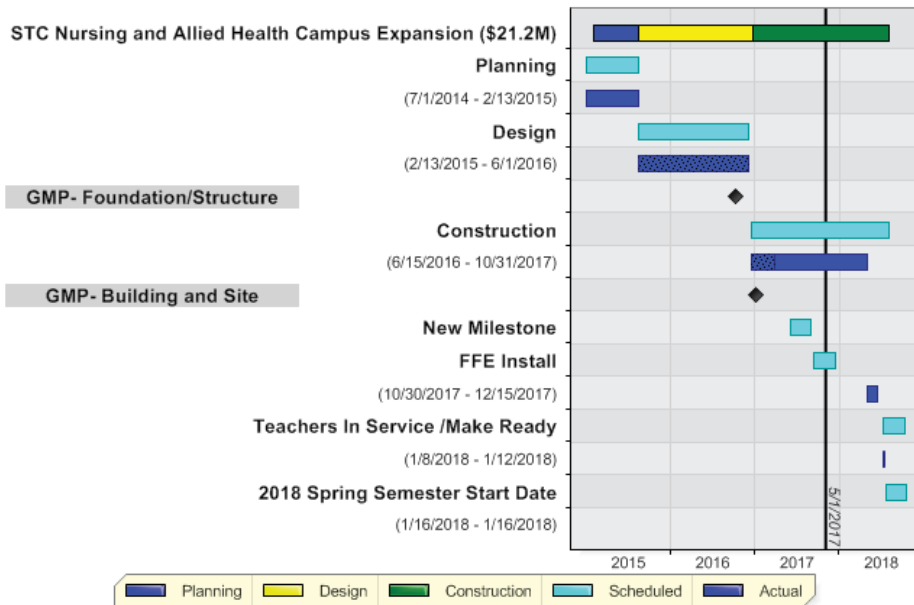 STC Nursing and Allied Health Campus Expansion ($21.2M)
Planning
(7/1/2014 - 2/13/2015)
Design
(2/13/2015 - 6/1/2016)
GMP- Foundation/Structure
Construction
(6/15/2016 - 10/31/2017)
GMP- Building and Site
New Milestone
FFE Install
(10/30/2017 - 12/15/2017)
Teachers In Service /Make Ready
(1/8/2018 - 1/12/2018)
2018 Spring Semester Start Date
(1/16/2018 - 1/16/2018)
5/1/2017
2015 2016 2017 2018
Planning Design Construction Scheduled Actual